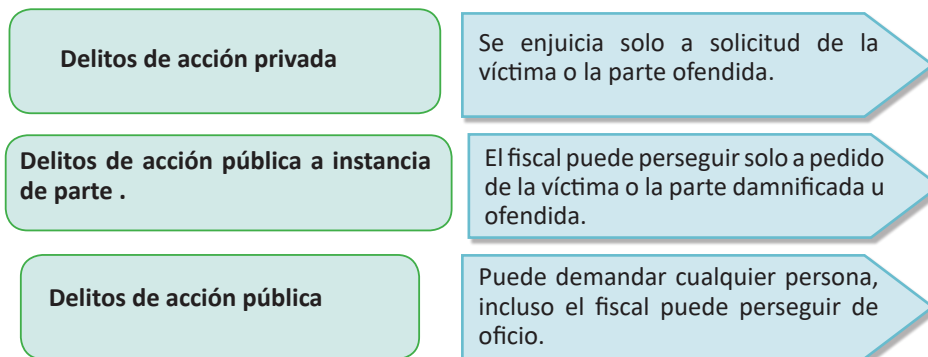 Delitos de acción privada
Se enjuicia solo a solicitud de la
víctima o la parte ofendida.
Delitos de acción pública a instancia
de parte .
El fiscal puede perseguir solo a pedido
de la víctima o la parte damnificada u
ofendida.
Delitos de acción pública
Puede demandar cualquier persona,
incluso el fiscal puede perseguir de
oficio.